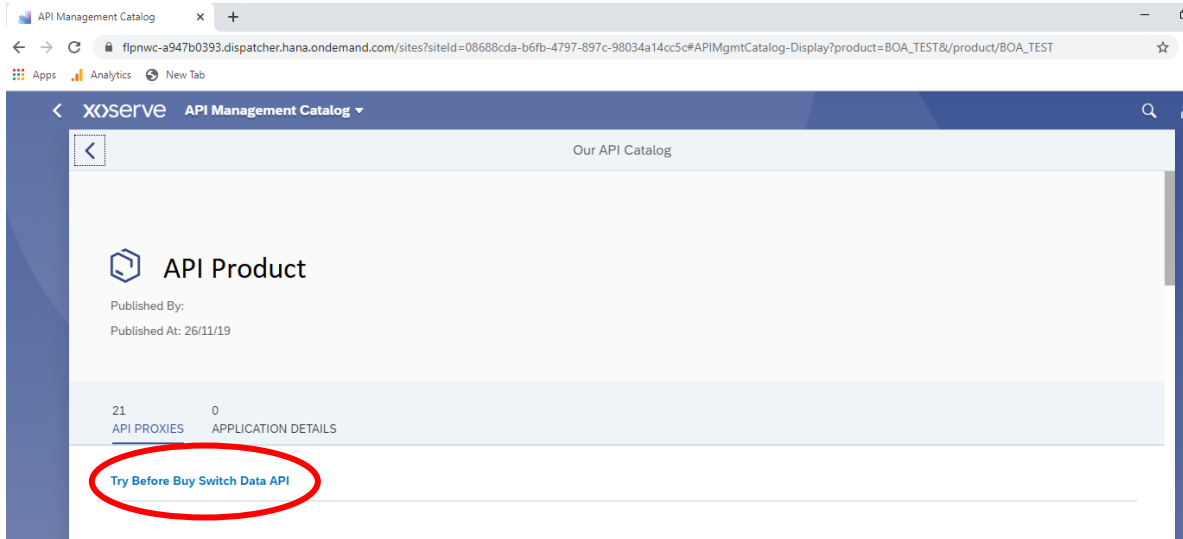 API Management Catalog
flpnwc-a947b0393.dispatcher.hana.ondemand.com/sites?siteId=08688cda-b6fb-4797-897c-98034a14cc5c#APIMgmtCatalog-Display?product=BOA_TEST&/product/BOA_TEST
Apps Analytics New Tab
xoserve API Management Catalog
Our API Catalog
API Product
Published By:
Published At: 26/11/19
21 0
API PROXIES APPLICATION DETAILS
Try Before Buy Switch Data API